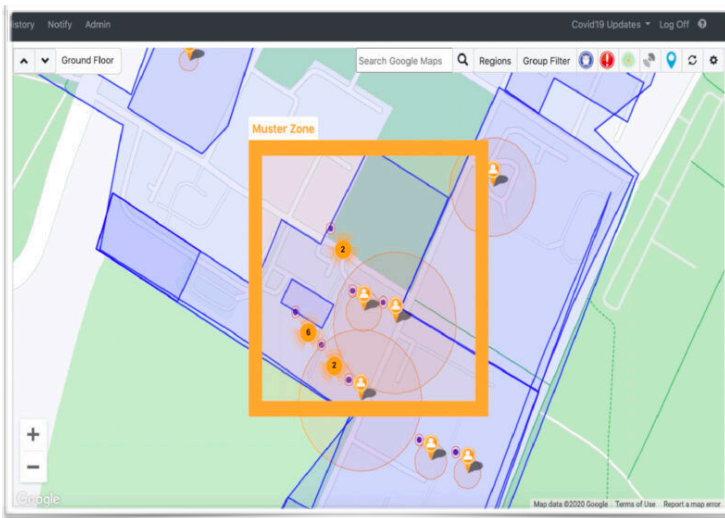 istory Notify Admin Covid19 Updates Log Off
Ground Floor Search Google Maps Regions Group Filter
Muster Zone
2
6
2
+
−
Google Map data ©2020 Google Terms of Use Report a map error